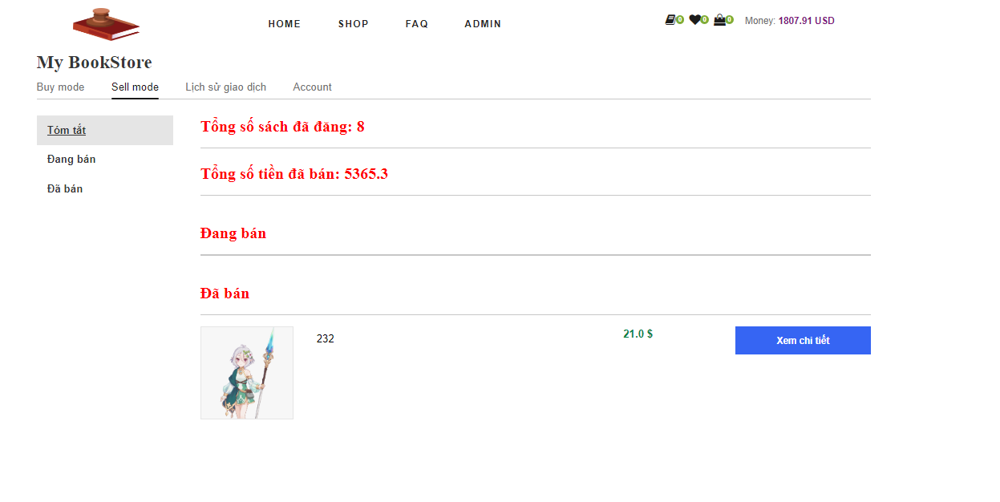 HOME SHOP FAQ ADMIN 0 0 0 Money: 1807.91 USD
My BookStore
Buy mode Sell mode Lịch sử giao dịch Account
Tóm tắt
Đang bán
Đã bán
Tổng số sách đã đăng: 8
Tổng số tiền đã bán: 5365.3
Đang bán
Đã bán
232 21.0 $ Xem chi tiết